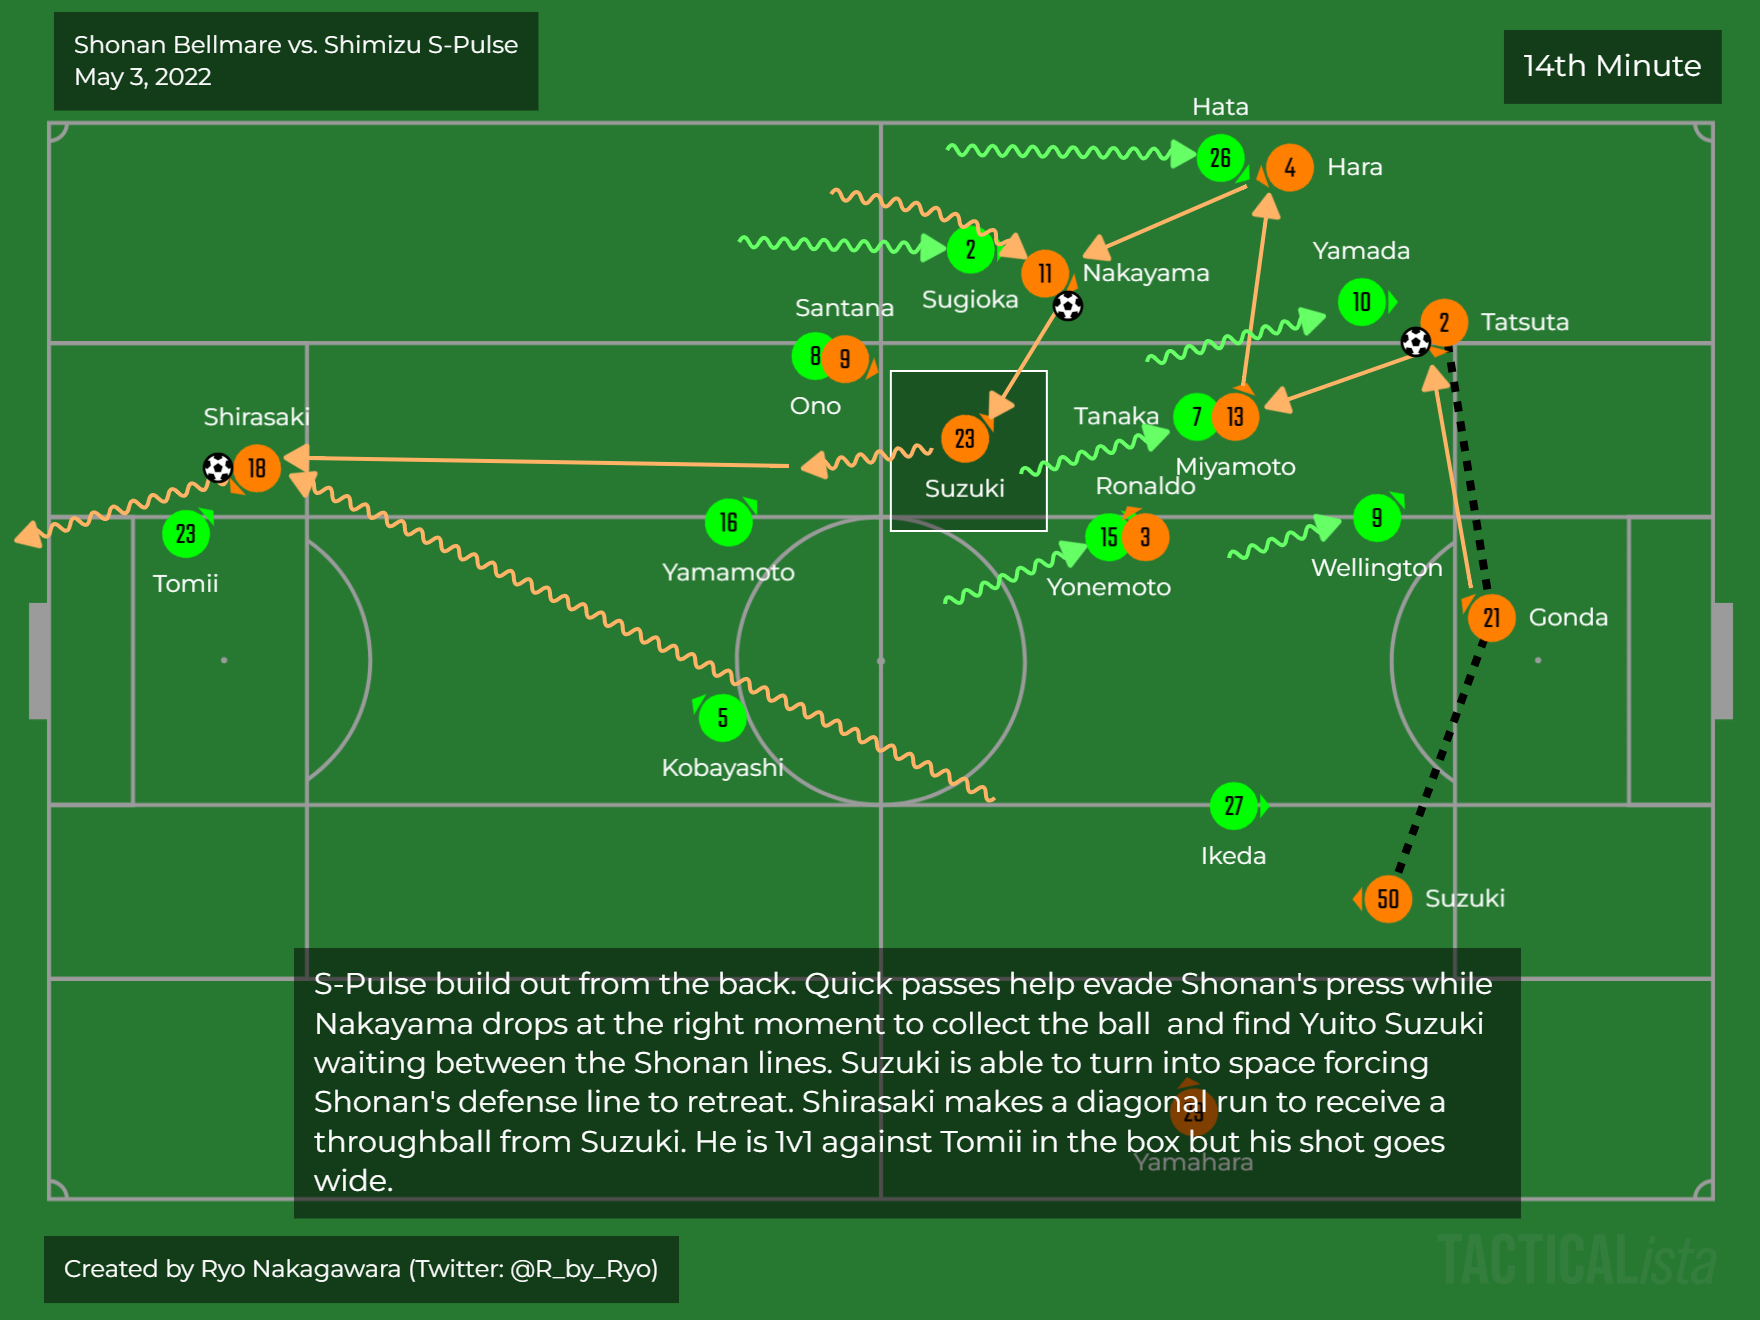 Shonan Bellmare vs. Shimizu S-Pulse
May 3, 2022
14th Minute
Hata
26
4
Hara
2
Sugioka
11
Nakayama
Yamada
10
2
Tatsuta
Santana
8
9
Ono
Shirasaki
18
23
Tomii
23
Suzuki
Tanaka
7
13
Miyamoto
Ronaldo
15
3
Yonemoto
9
Wellington
16
Yamamoto
21
Gonda
5
Kobayashi
27
Ikeda
50
Suzuki
S-Pulse build out from the back. Quick passes help evade Shonan's press while
Nakayama drops at the right moment to collect the ball  and find Yuito Suzuki
waiting between the Shonan lines. Suzuki is able to turn into space forcing
Shonan's defense line to retreat. Shirasaki makes a diagonal run to receive a
throughball from Suzuki. He is 1v1 against Tomii in the box but his shot goes
wide.
Yamahara
Created by Ryo Nakagawara (Twitter: @R_by_Ryo)
TACTICALista